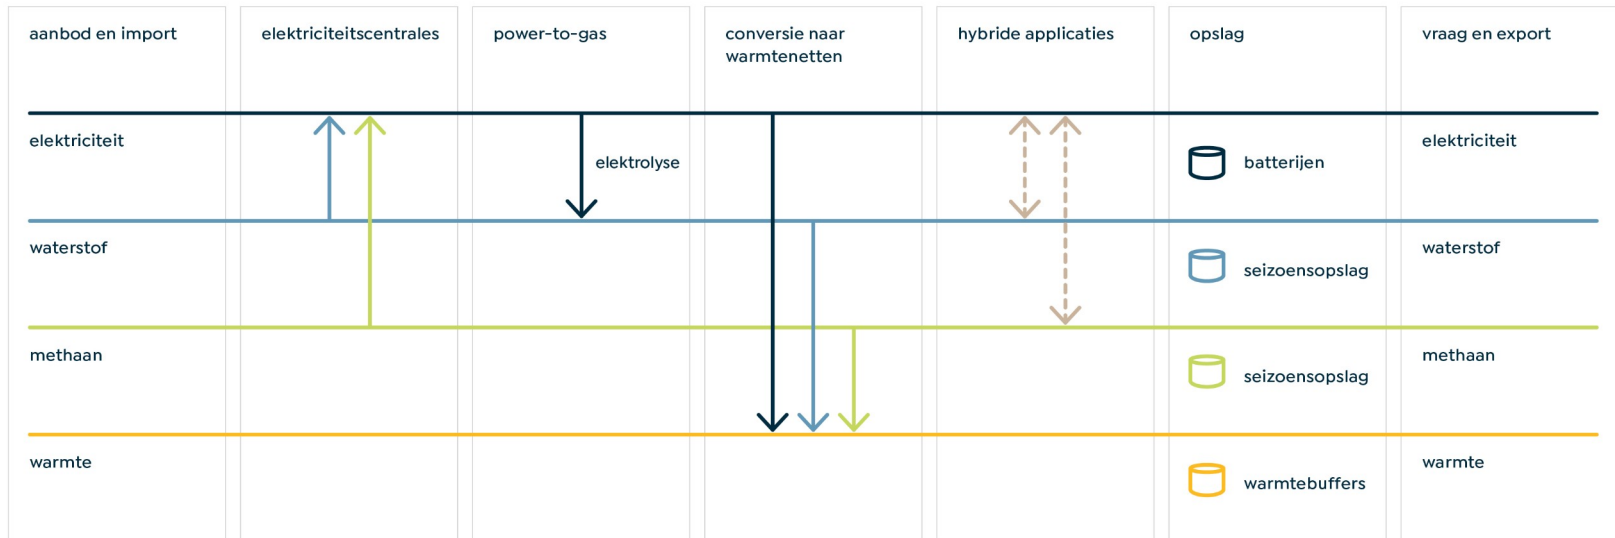 aanbod en import
elektriciteitscentrales
power-to-gas
conversie naar
warmtenetten
hybride applicaties
opslag
vraag en export
elektriciteit
elektrolyse
batterijen
elektriciteit
waterstof
seizoensopslag
waterstof
methaan
seizoensopslag
methaan
warmte
warmtebuffers
warmte